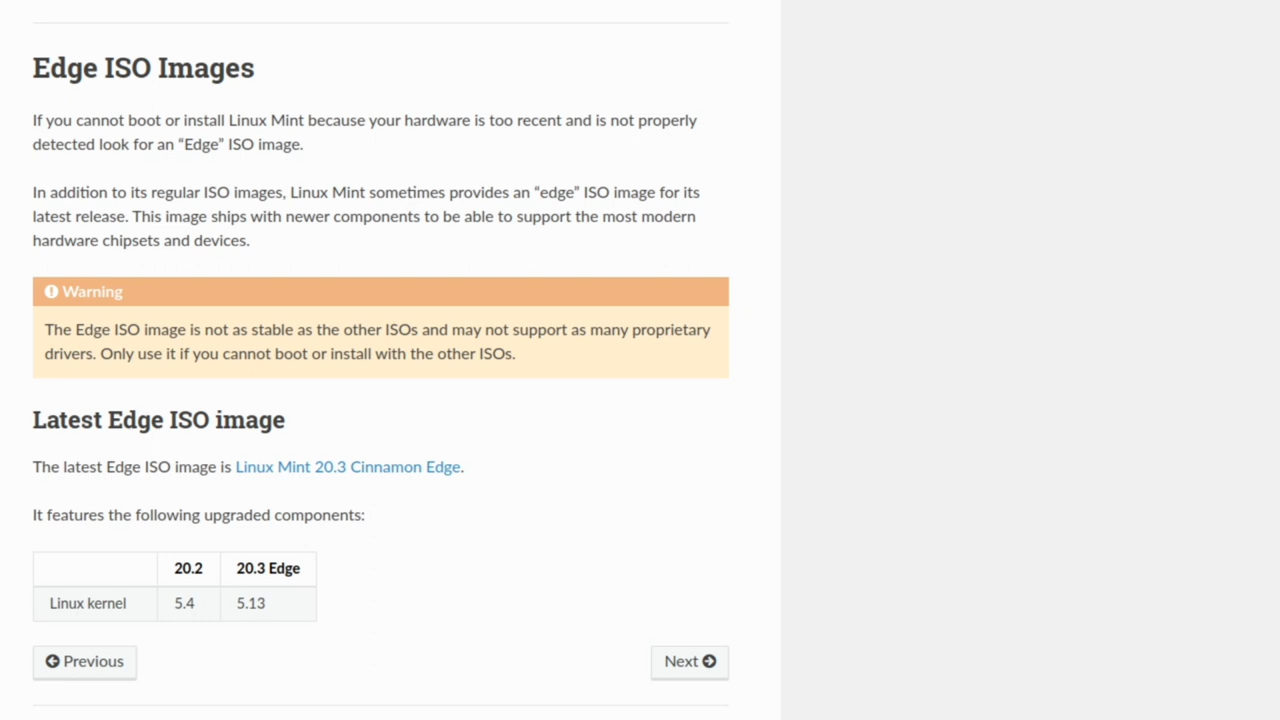 Edge ISO Images
If you cannot boot or install Linux Mint because your hardware is too recent and is not properly
detected look for an “Edge” ISO image.
In addition to its regular ISO images, Linux Mint sometimes provides an “edge” ISO image for its
latest release. This image ships with newer components to be able to support the most modern
hardware chipsets and devices.
Warning
The Edge ISO image is not as stable as the other ISOs and may not support as many proprietary
drivers. Only use it if you cannot boot or install with the other ISOs.
Latest Edge ISO image
The latest Edge ISO image is Linux Mint 20.3 Cinnamon Edge.
It features the following upgraded components:
20.2 20.3 Edge
Linux kernel 5.4 5.13
Previous Next